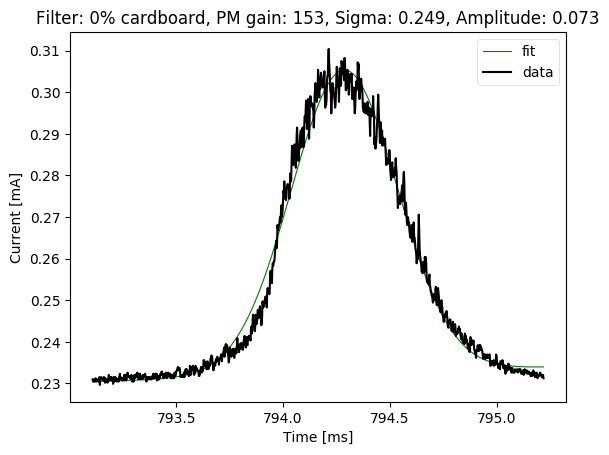 Filter: 0% cardboard, PM gain: 153, Sigma: 0.249, Amplitude: 0.073
fit
data
0.31
0.30
0.29
0.28
0.27
0.26
0.25
0.24
0.23
Current [mA]
793.5
794.0
794.5
795.0
Time [ms]